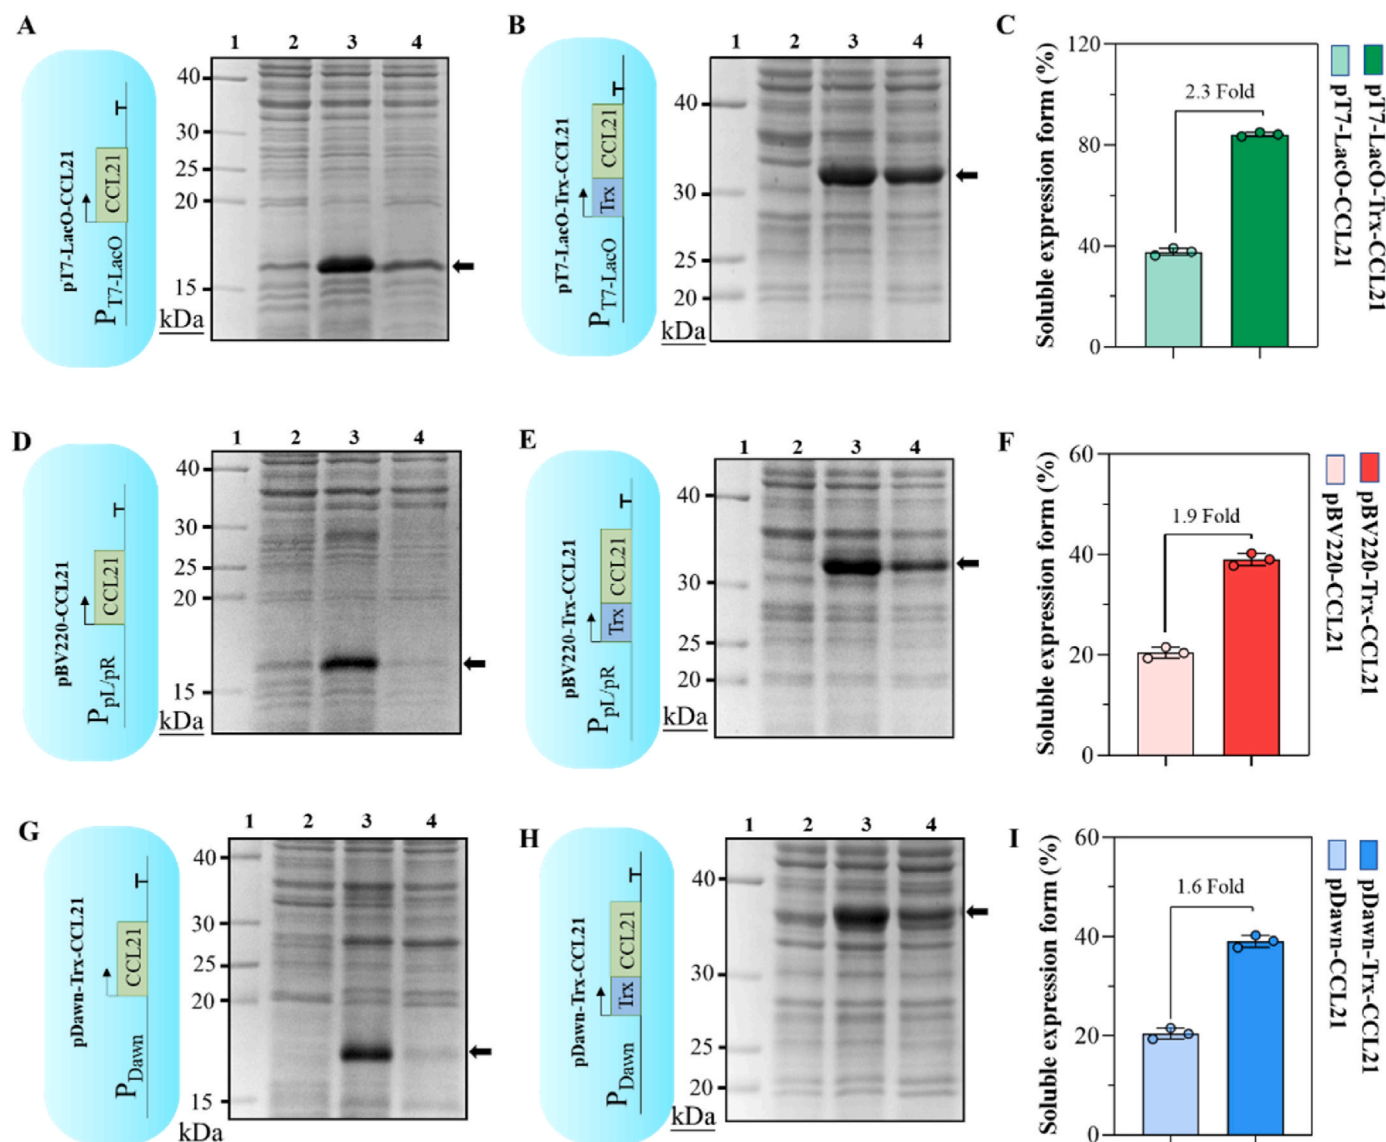 A
pT7-LacO-CCL21
CCL21
P T7-LacO
1 2 3 4
40
30
25
20
15
kDa
B
pT7-LacO-Trx-CCL21
Trx CCL21
P T7-LacO
1 2 3 4
40
30
25
20
kDa
C
Soluble expression form (%)
120
80
40
0
2.3 Fold
pT7-LacO-Trx-CCL21
pT7-LacO-CCL21
D
pBV220-CCL21
CCL21
P pL/pR
1 2 3 4
40
30
25
20
15
kDa
E
pBV220-Trx-CCL21
Trx CCL21
P pL/pR
1 2 3 4
40
30
25
20
kDa
F
Soluble expression form (%)
60
40
20
0
1.9 Fold
pBV220-Trx-CCL21
pBV220-CCL21
G
pDawn-Trx-CCL21
CCL21
P Dawn
1 2 3 4
40
30
25
20
15
kDa
H
pDawn-Trx-CCL21
Trx CCL21
P Dawn
1 2 3 4
40
30
25
20
kDa
I
Soluble expression form (%)
60
40
20
0
1.6 Fold
pDawn-Trx-CCL21
pDawn-CCL21